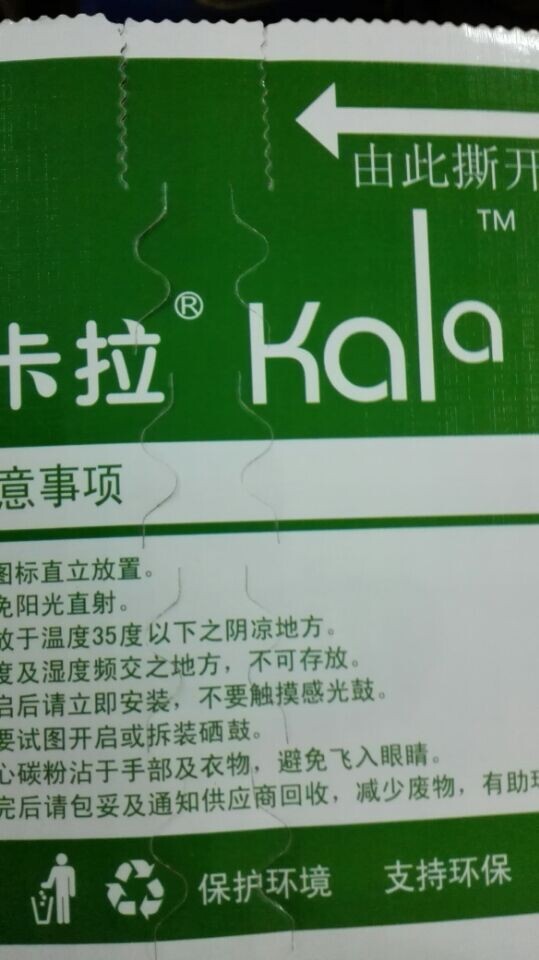 由此撕开
卡拉® Kala™
意事项
图标直立放置。
免阳光直射。
放于温度35度以下之阴凉地方。
度及湿度频交之地方，不可存放。
启后请立即安装，不要触摸感光鼓。
要试图开启或拆装硒鼓。
心碳粉沾于手部及衣物，避免飞入眼睛。
完后请包妥及通知供应商回收，减少废物，有助环
保护环境 支持环保